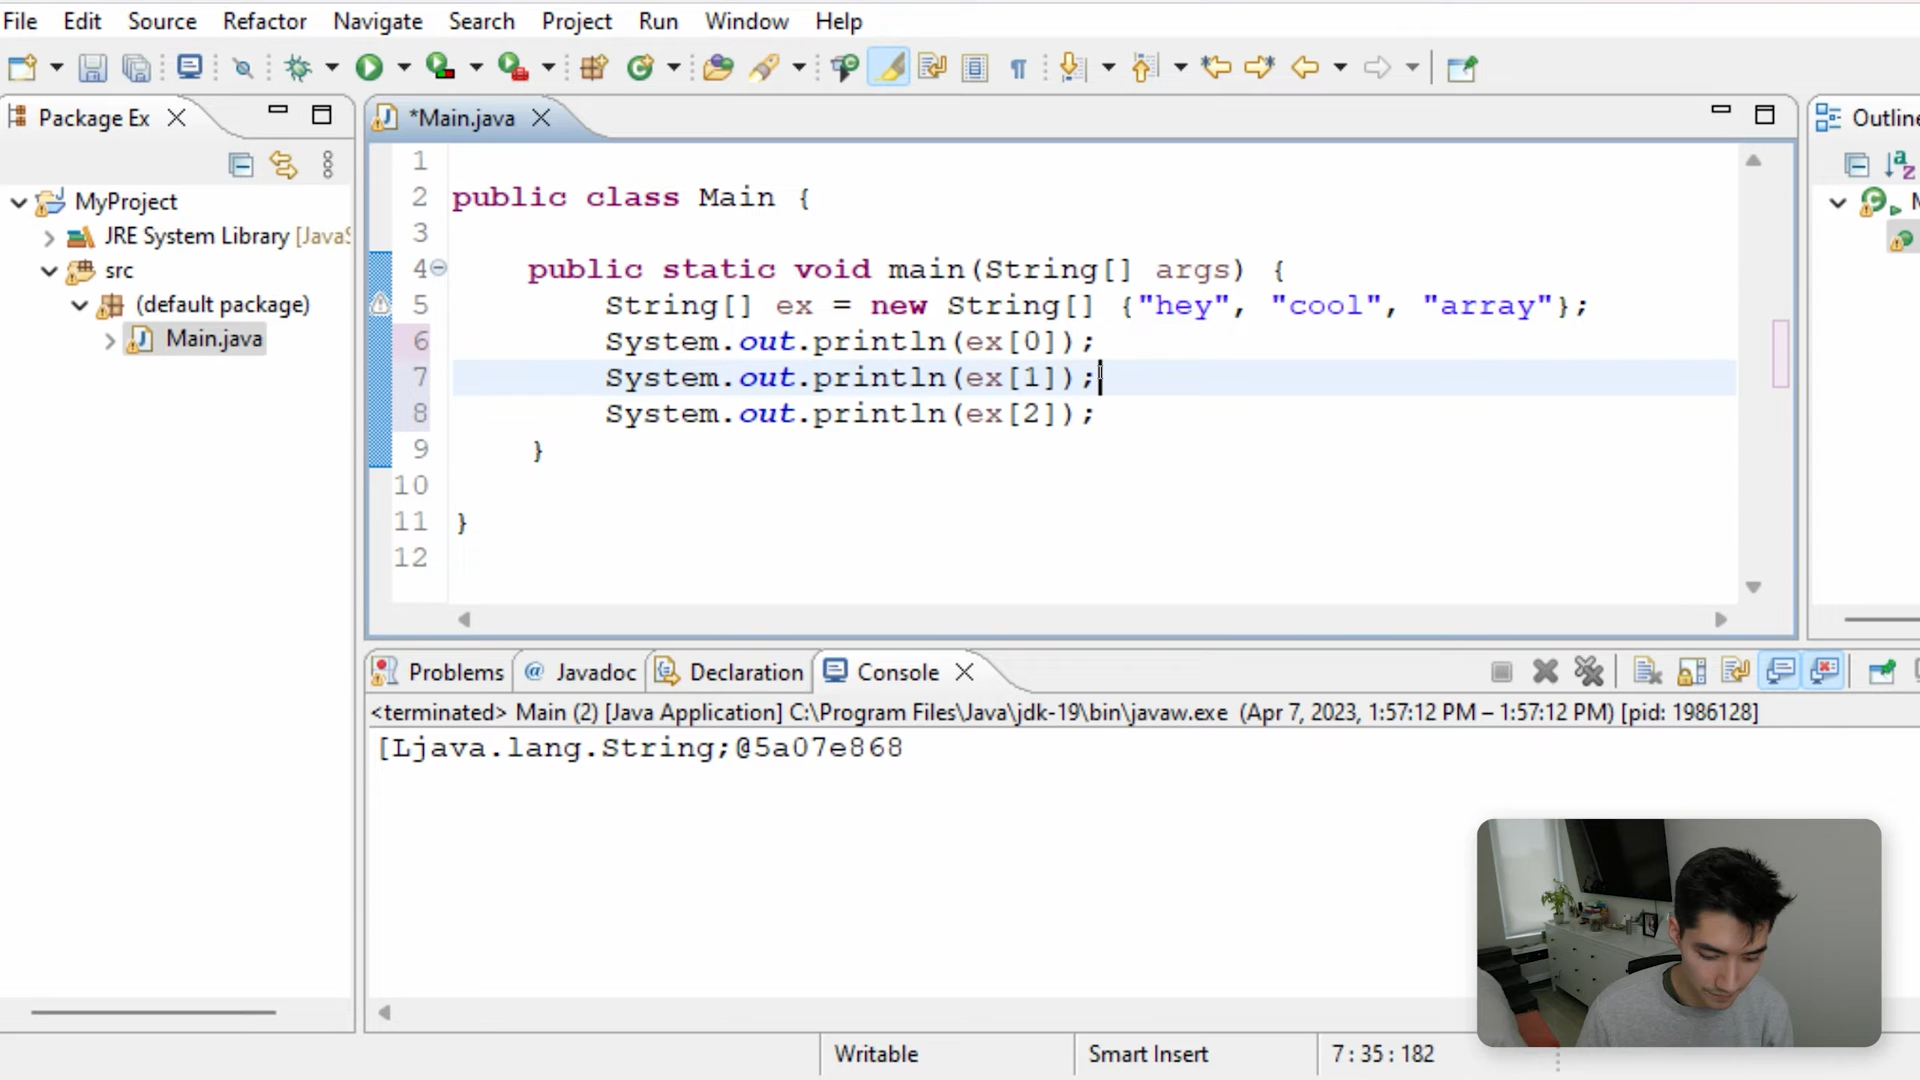 File Edit Source Refactor Navigate Search Project Run Window Help
Package Ex
MyProject
JRE System Library [JavaS
src
(default package)
Main.java
*Main.java
1
2 public class Main {
3
4 public static void main(String[] args) {
5 String[] ex = new String[] {"hey", "cool", "array"};
6 System.out.println(ex[0]);
7 System.out.println(ex[1]);
8 System.out.println(ex[2]);
9 }
10
11 }
12
Outline
Problems @ Javadoc Declaration Console
<terminated> Main (2) [Java Application] C:\Program Files\Java\jdk-19\bin\javaw.exe (Apr 7, 2023, 1:57:12 PM – 1:57:12 PM) [pid: 1986128]
[Ljava.lang.String;@5a07e868
Writable Smart Insert 7 : 35 : 182